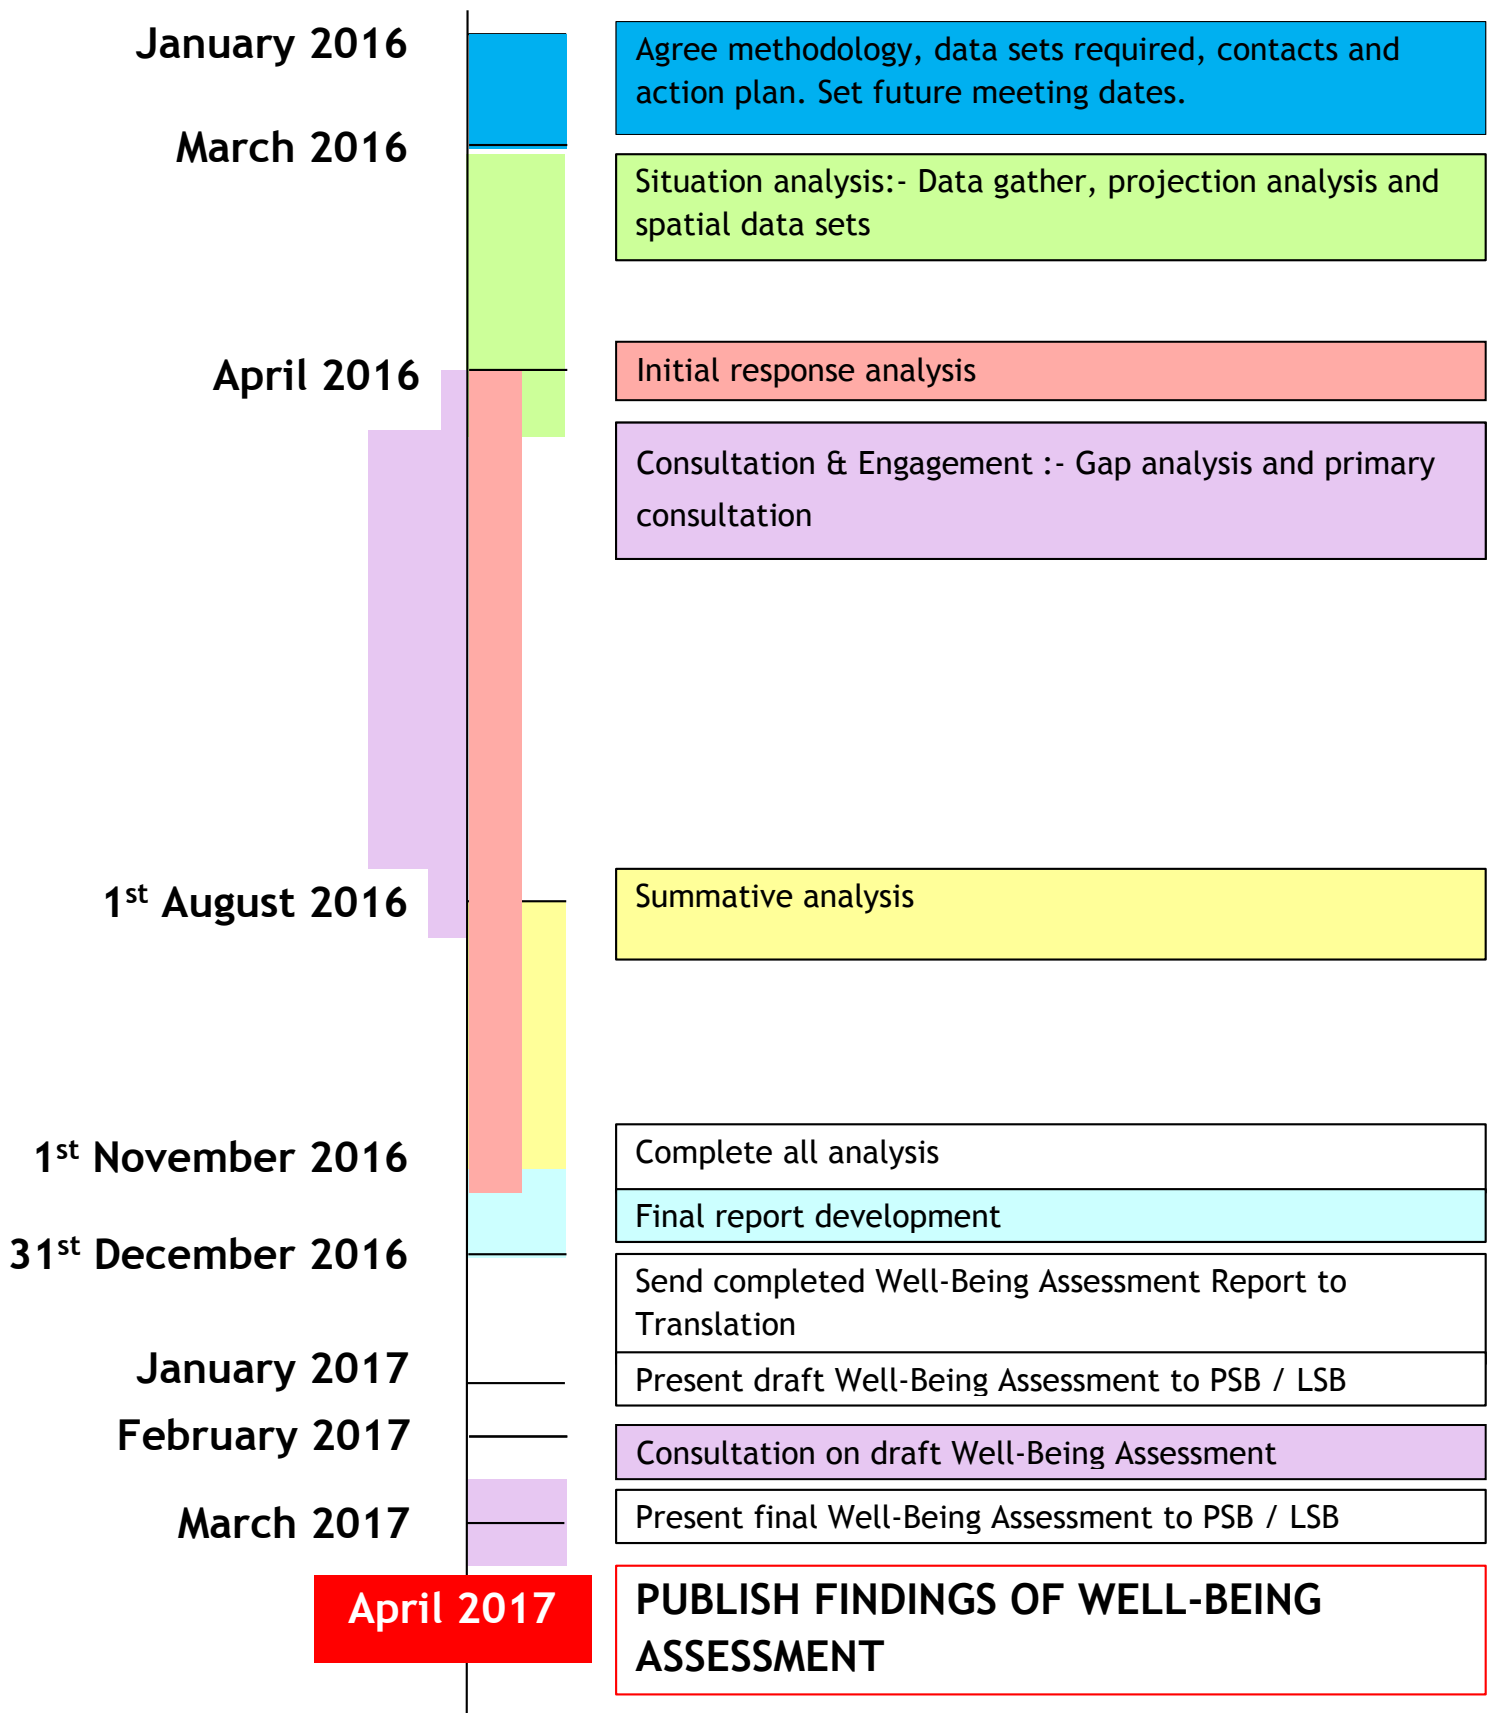 January 2016
Agree methodology, data sets required, contacts and
action plan. Set future meeting dates.
March 2016
Situation analysis:- Data gather, projection analysis and
spatial data sets
April 2016
Initial response analysis
Consultation & Engagement :- Gap analysis and primary
consultation
1st August 2016
Summative analysis
1st November 2016
Complete all analysis
Final report development
31st December 2016
Send completed Well-Being Assessment Report to
Translation
January 2017
Present draft Well-Being Assessment to PSB / LSB
February 2017
Consultation on draft Well-Being Assessment
March 2017
Present final Well-Being Assessment to PSB / LSB
April 2017
PUBLISH FINDINGS OF WELL-BEING
ASSESSMENT